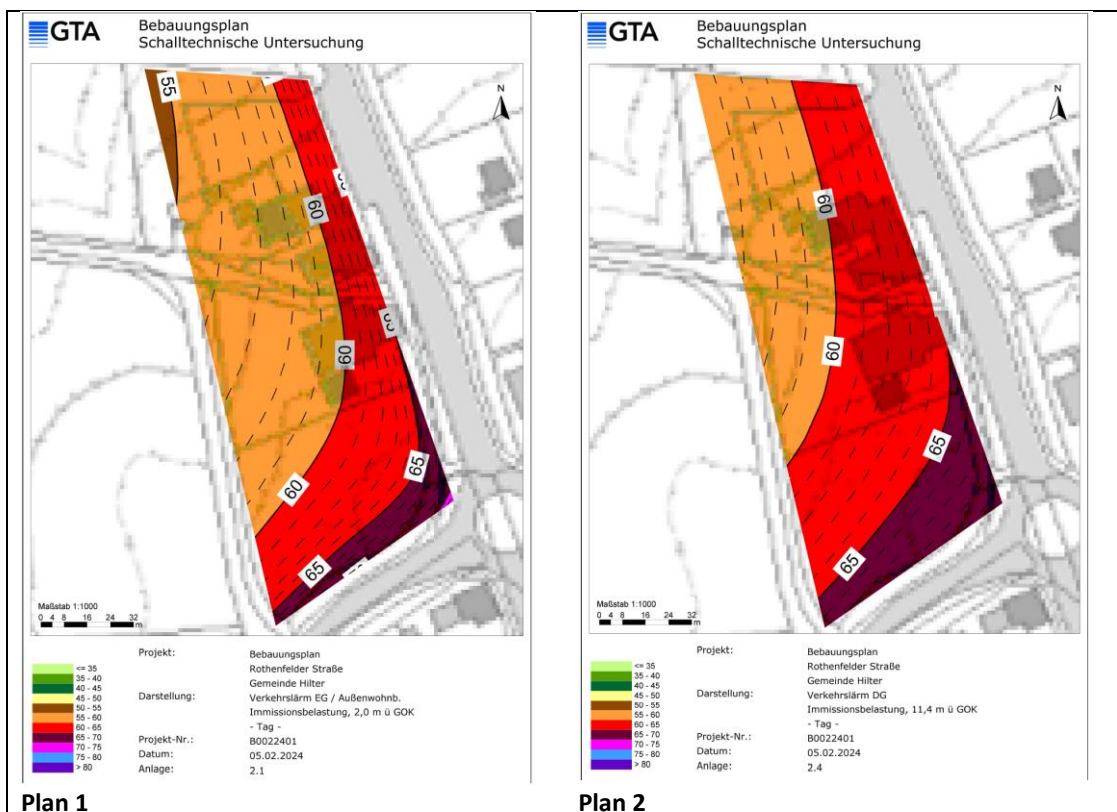 GTA
Bebauungsplan
Schalltechnische Untersuchung
55
N
60
60
60
65
65
Maßstab 1:1000
0 4 8 16 24 32 m
<= 35
35 - 40
40 - 45
45 - 50
50 - 55
55 - 60
60 - 65
65 - 70
70 - 75
75 - 80
> 80
Projekt: Bebauungsplan
Rothenfelder Straße
Gemeinde Hilter
Darstellung: Verkehrslärm EG / Außenwohnb.
Immissionsbelastung, 2,0 m ü GOK
- Tag -
Projekt-Nr.: B0022401
Datum: 05.02.2024
Anlage: 2.1
Plan 1
GTA
Bebauungsplan
Schalltechnische Untersuchung
N
60
60
65
65
Maßstab 1:1000
0 4 8 16 24 32 m
<= 35
35 - 40
40 - 45
45 - 50
50 - 55
55 - 60
60 - 65
65 - 70
70 - 75
75 - 80
> 80
Projekt: Bebauungsplan
Rothenfelder Straße
Gemeinde Hilter
Darstellung: Verkehrslärm DG
Immissionsbelastung, 11,4 m ü GOK
- Tag -
Projekt-Nr.: B0022401
Datum: 05.02.2024
Anlage: 2.4
Plan 2